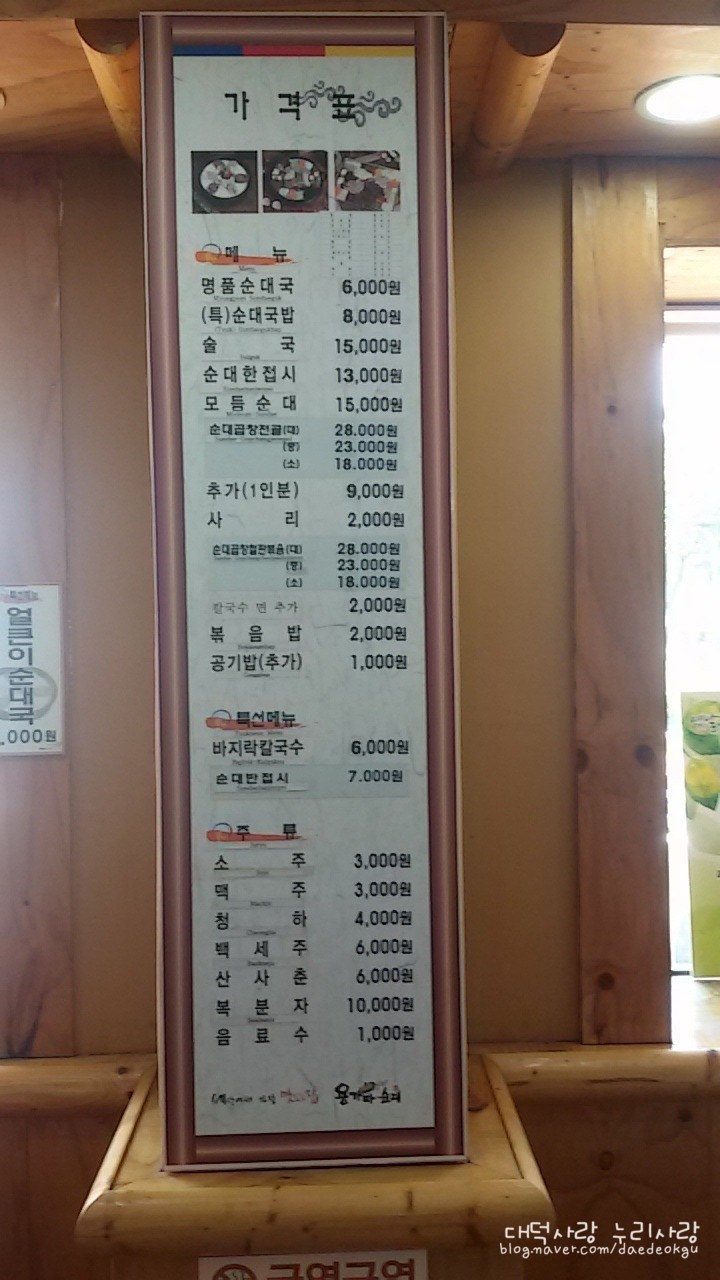 가격표
메뉴
명품순대국 6,000원
(특)순대국밥 8,000원
술국 15,000원
순대한접시 13,000원
모듬순대 15,000원
순대곱창전골(대) 28.000원
(중) 23.000원
(소) 18.000원
추가(1인분) 9,000원
사리 2,000원
순대곱창철판볶음(대) 28.000원
(중) 23.000원
(소) 18.000원
칼국수 면 추가 2,000원
볶음밥 2,000원
공기밥(추가) 1,000원
특선메뉴
바지락칼국수 6,000원
순대반접시 7.000원
주류
소주 3,000원
맥주 3,000원
청하 4,000원
백세주 6,000원
산사춘 6,000원
복분자 10,000원
음료수 1,000원
특선메뉴
얼큰이순대국
,000원
금연구역
대덕사랑 누리사랑
blog.naver.com/daedeokgu